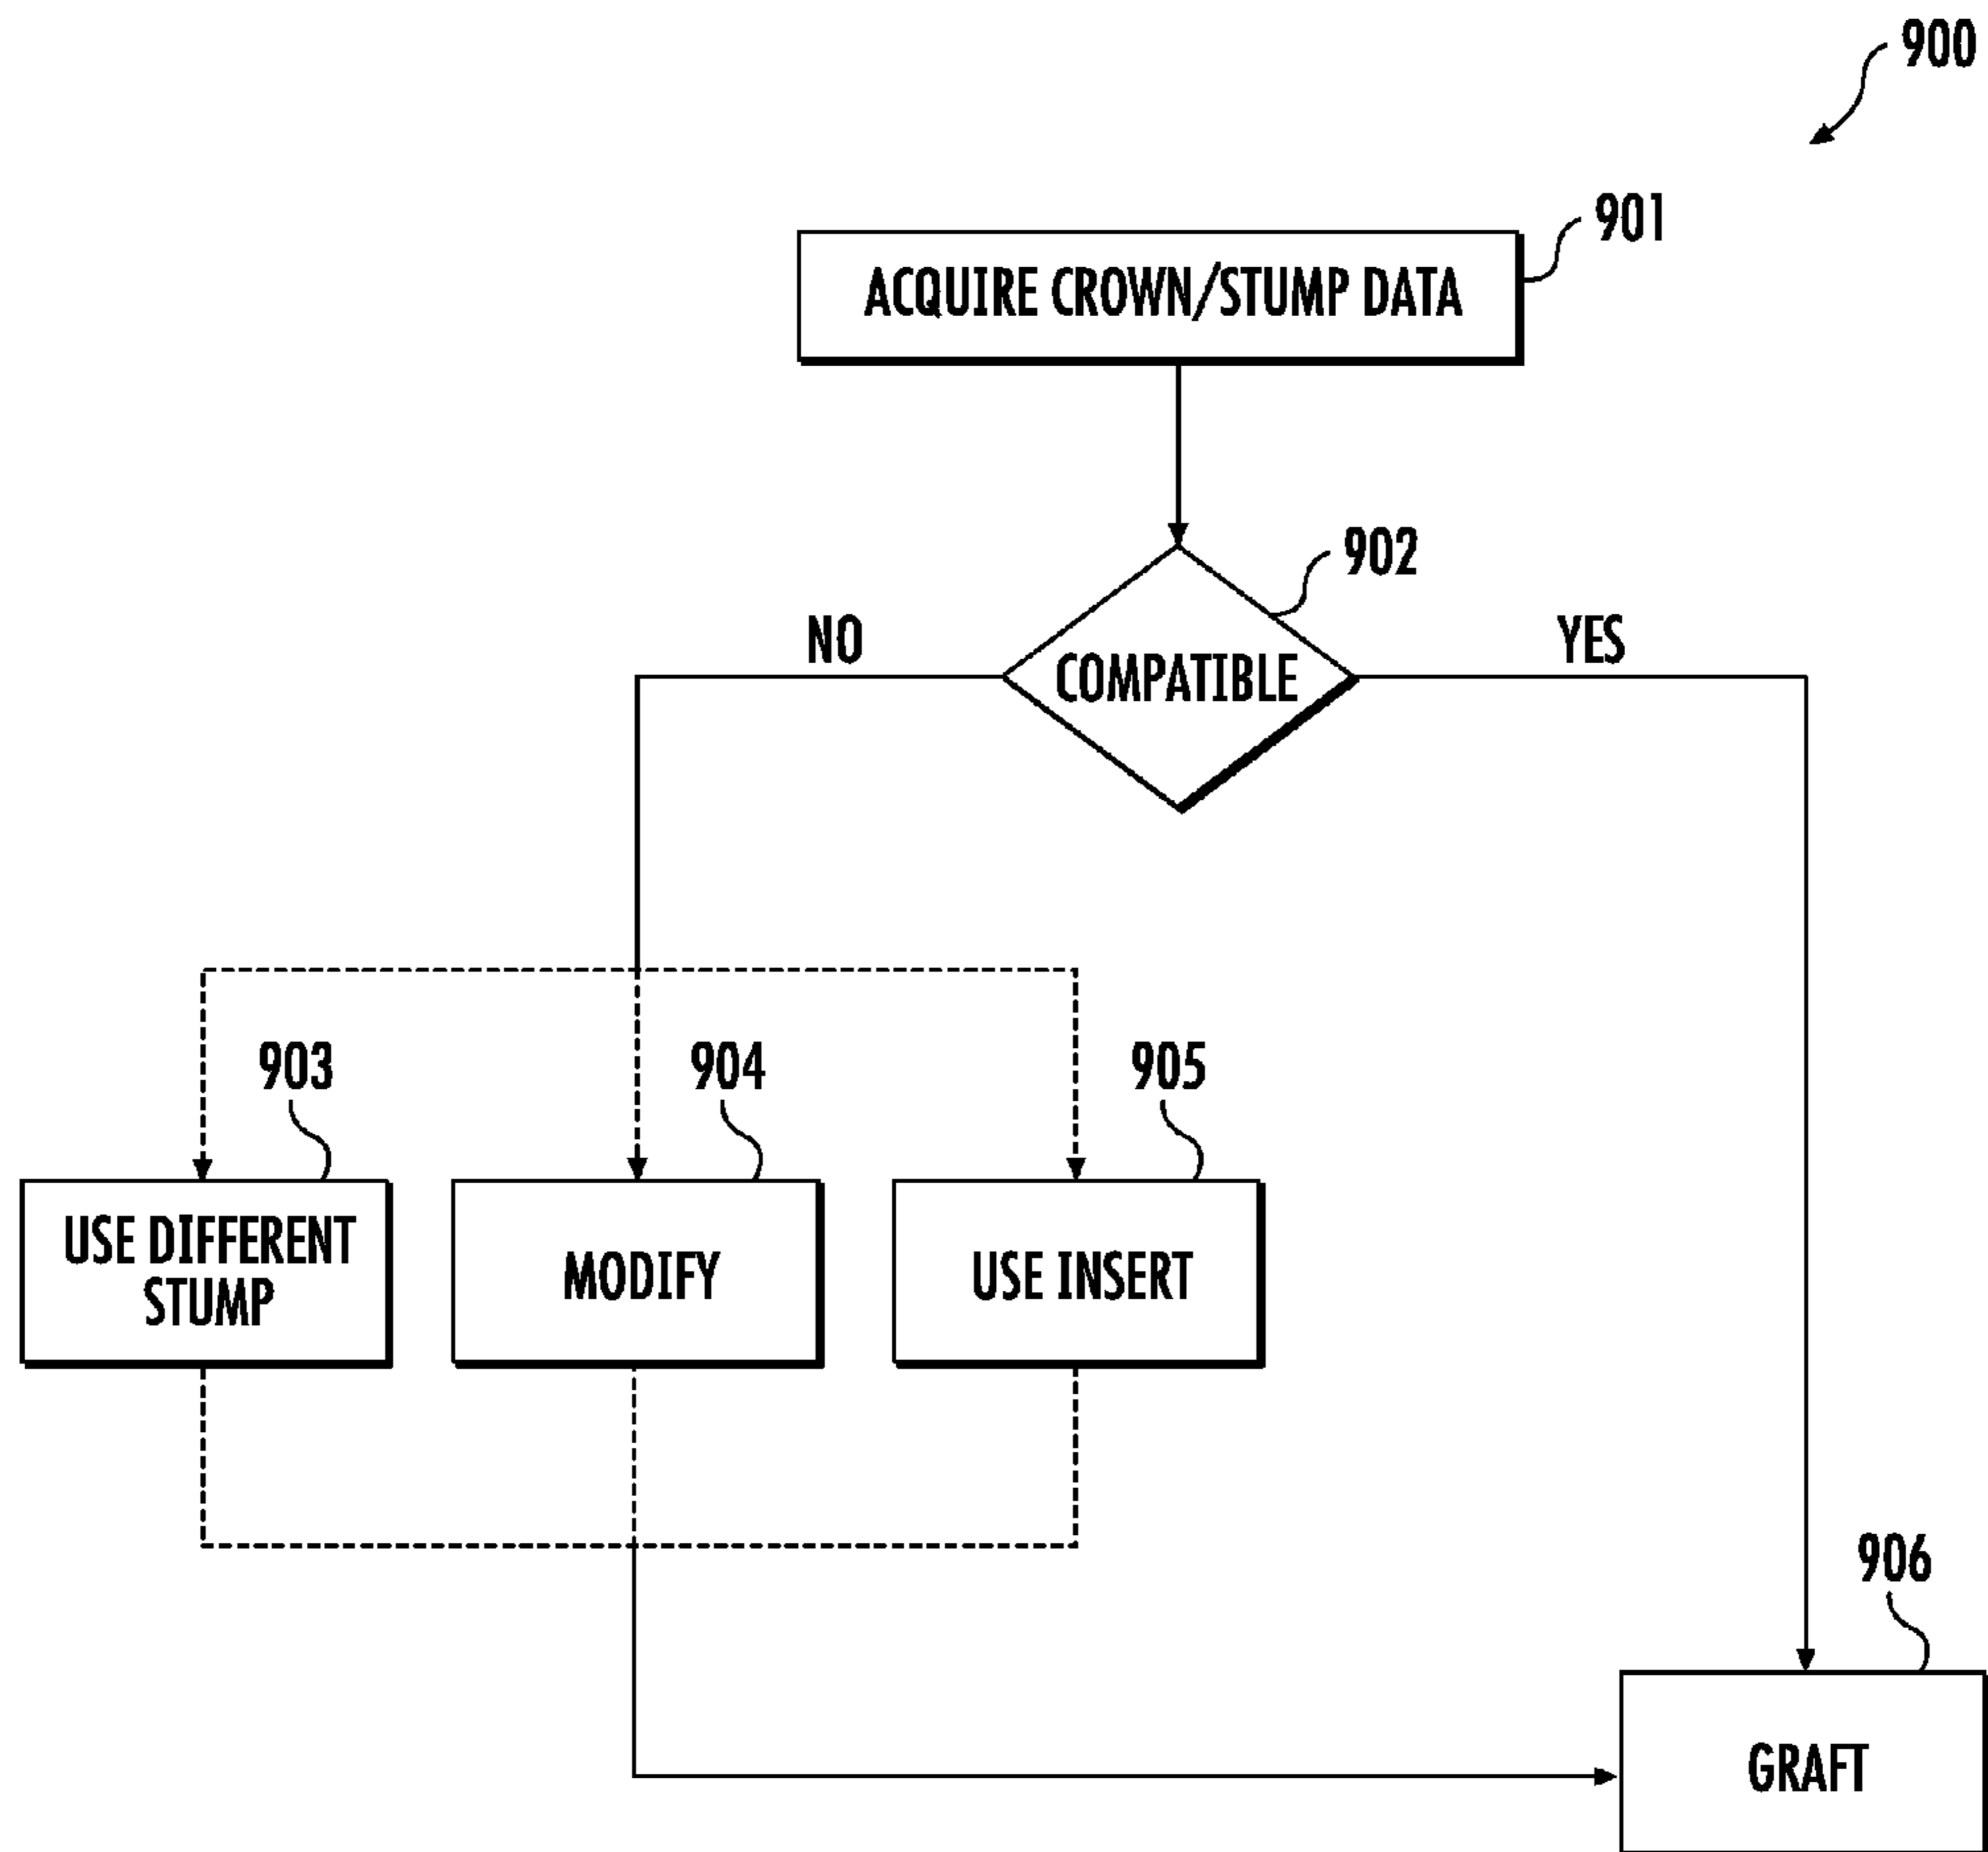 900
901
ACQUIRE CROWN/STUMP DATA
902
NO
YES
COMPATIBLE
903
904
905
USE DIFFERENT
STUMP
MODIFY
USE INSERT
906
GRAFT